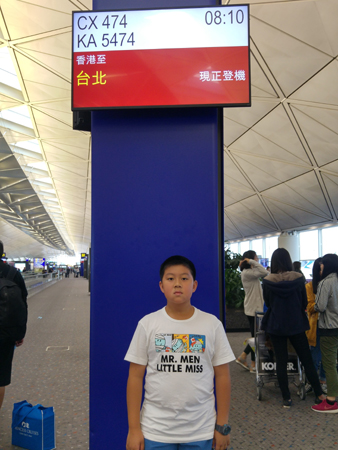 CX 474 08:10
KA 5474
香港至
台北 現正登機
MR. MEN
LITTLE MISS
KOHLER